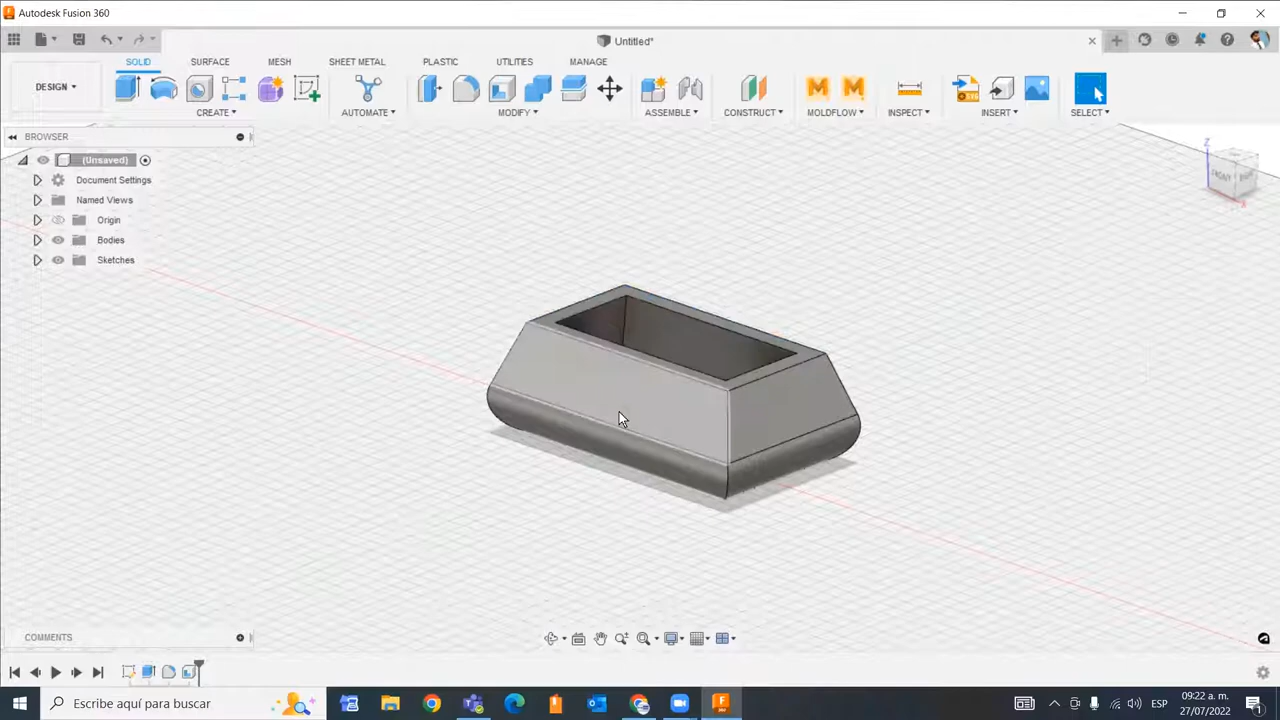 Autodesk Fusion 360
Untitled*
DESIGN
SOLID
SURFACE
MESH
SHEET METAL
PLASTIC
UTILITIES
MANAGE
CREATE
AUTOMATE
MODIFY
ASSEMBLE
CONSTRUCT
MOLDFLOW
INSPECT
INSERT
SELECT
BROWSER
(Unsaved)
Document Settings
Named Views
Origin
Bodies
Sketches
Z
FRONT
RIGHT
COMMENTS
Escribe aquí para buscar
ESP
09:22 a. m.
27/07/2022